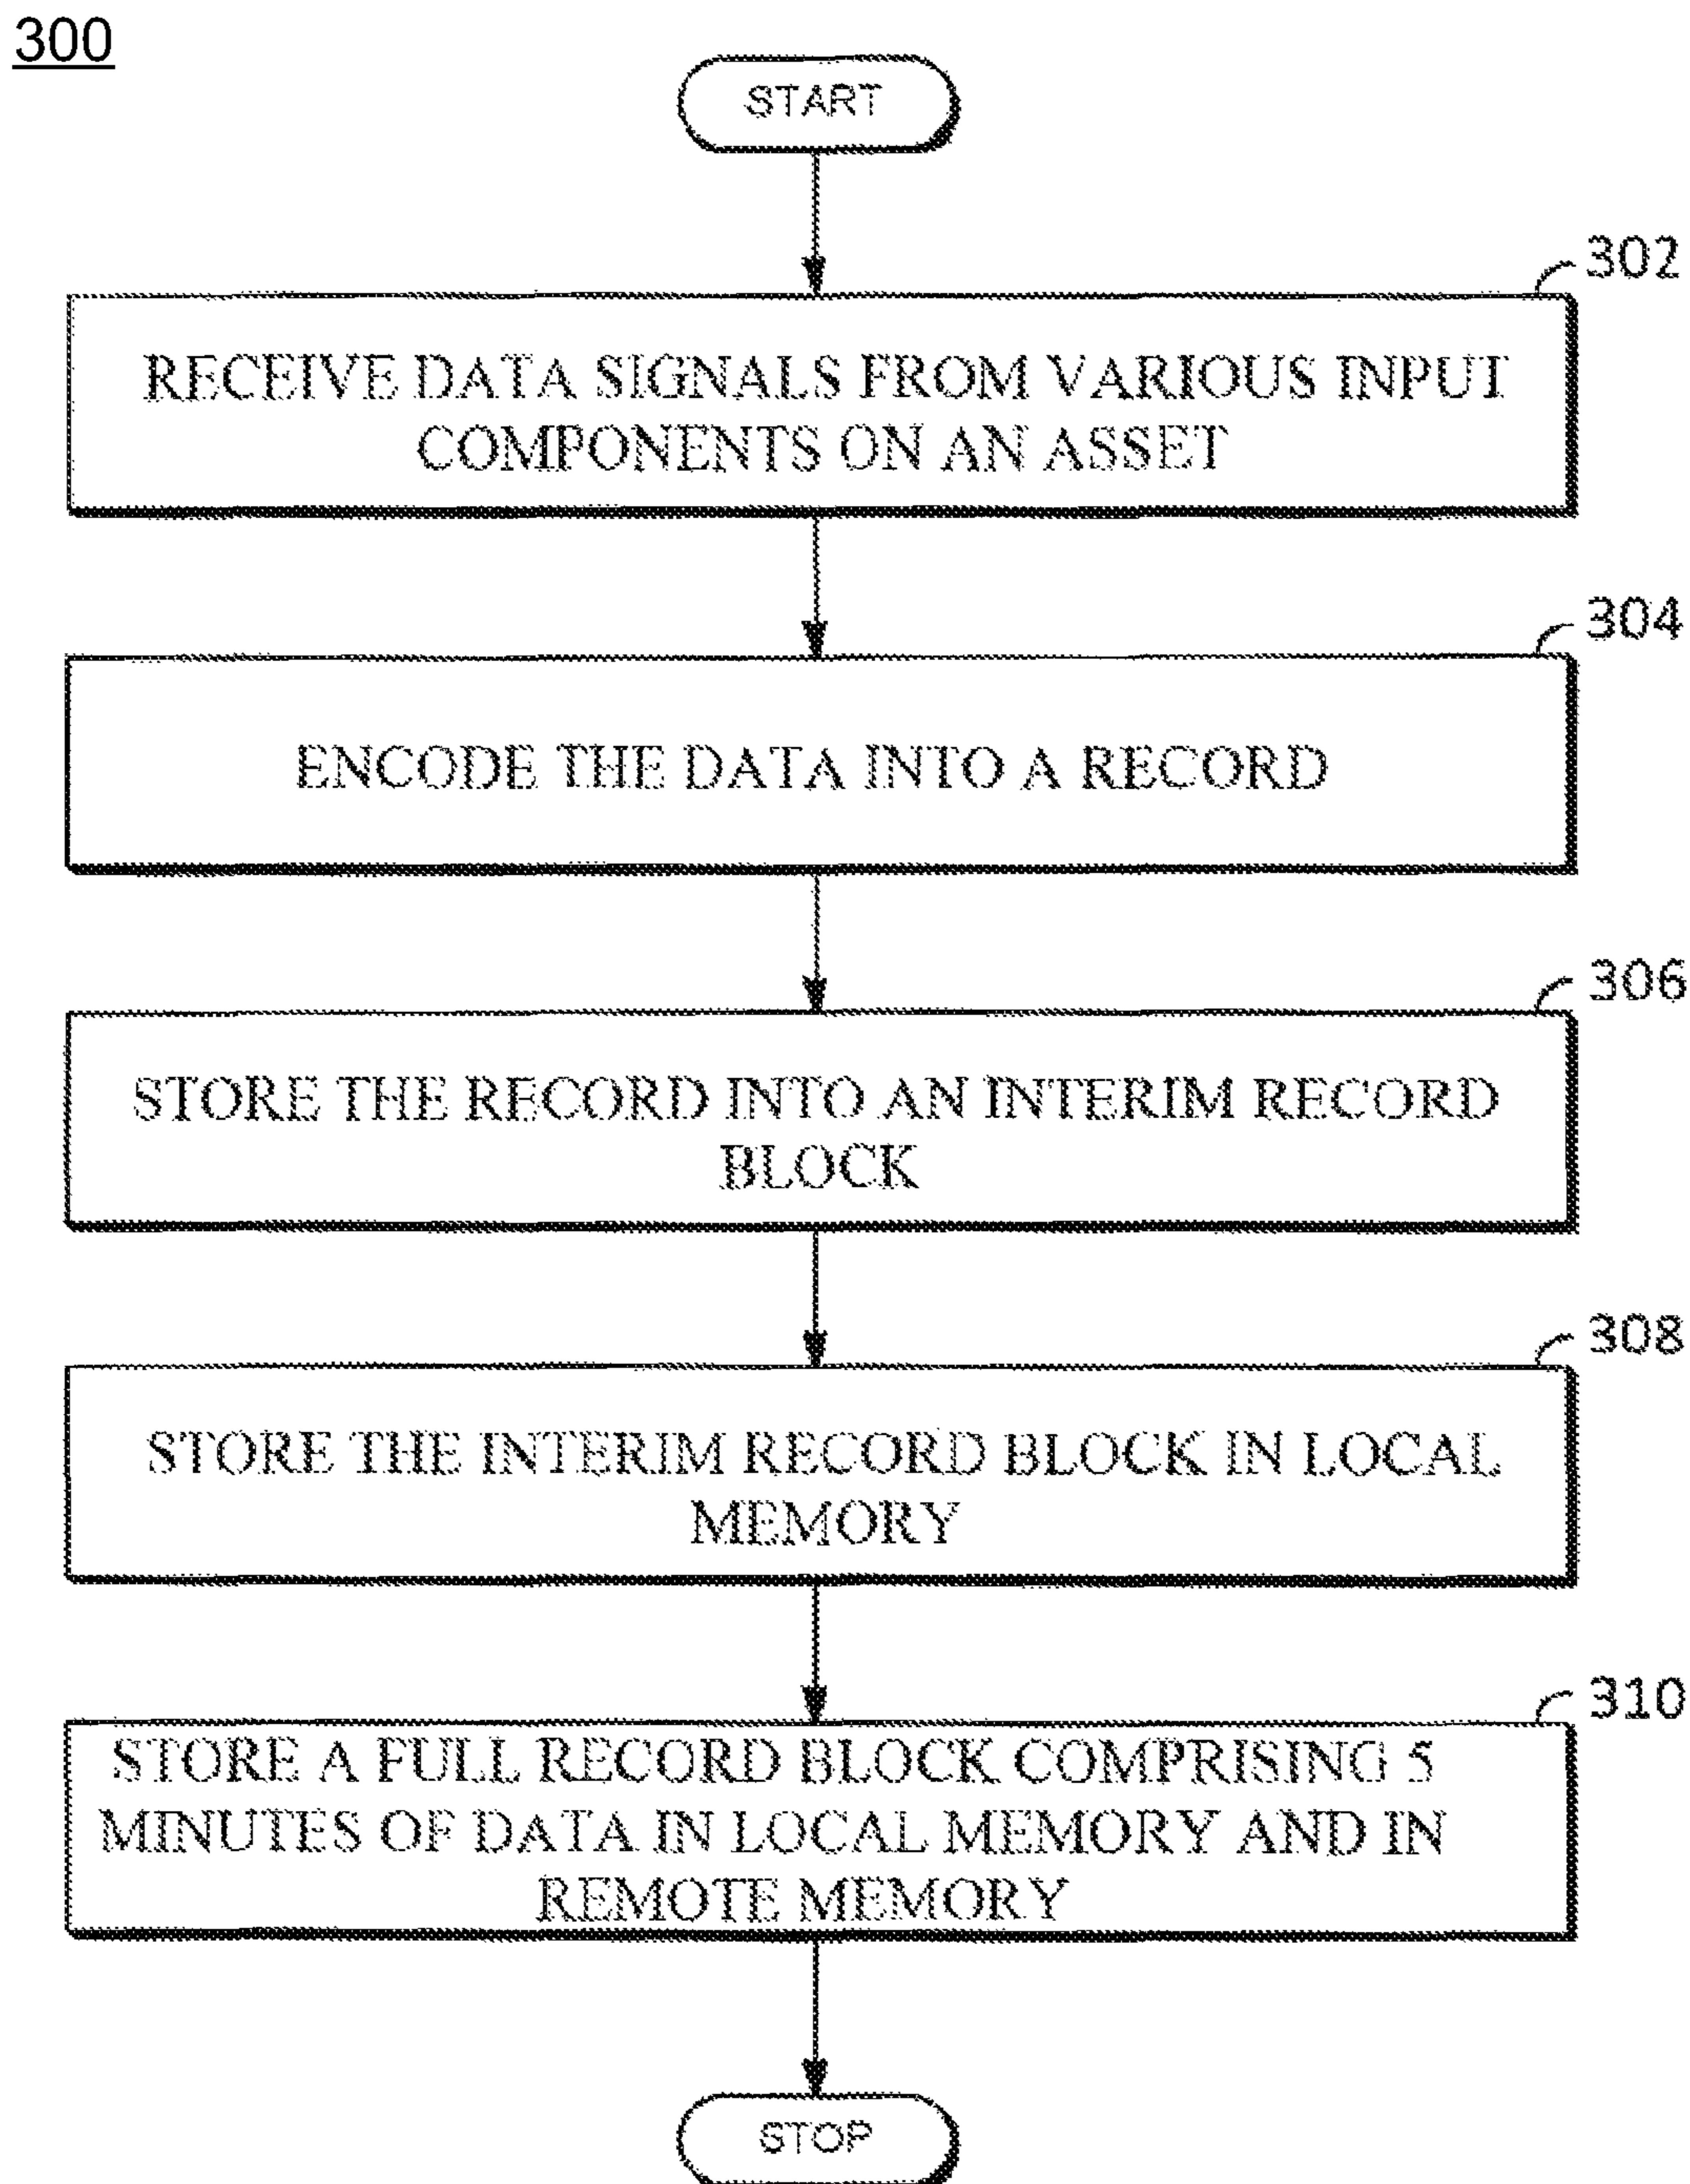 300
START
302
RECEIVE DATA SIGNALS FROM VARIOUS INPUT
COMPONENTS ON AN ASSET
304
ENCODE THE DATA INTO A RECORD
306
STORE THE RECORD INTO AN INTERIM RECORD
BLOCK
308
STORE THE INTERIM RECORD BLOCK IN LOCAL
MEMORY
310
STORE A FULL RECORD BLOCK COMPRISING 5
MINUTES OF DATA IN LOCAL MEMORY AND IN
REMOTE MEMORY
STOP